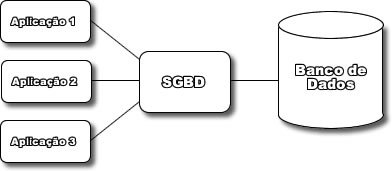 Aplicação 1
Aplicação 2
Aplicação 3
SGBD
Banco de
Dados